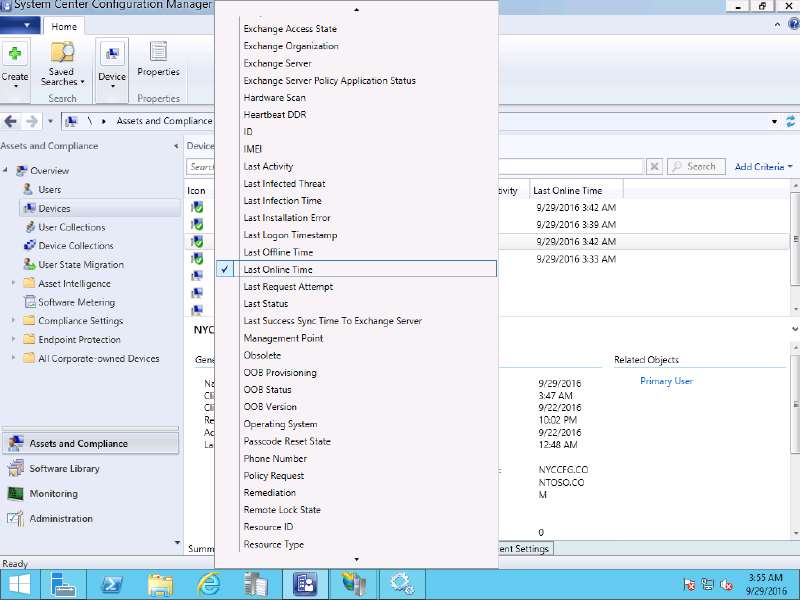 System Center Configuration Manager
Home
Create
Saved Searches
Device
Properties
Search
Properties
\
Assets and Compliance
Assets and Compliance
Overview
Users
Devices
User Collections
Device Collections
User State Migration
Asset Intelligence
Software Metering
Compliance Settings
Endpoint Protection
All Corporate-owned Devices
Assets and Compliance
Software Library
Monitoring
Administration
Ready
Exchange Access State
Exchange Organization
Exchange Server
Exchange Server Policy Application Status
Hardware Scan
Heartbeat DDR
ID
IMEI
Last Activity
Last Infected Threat
Last Infection Time
Last Installation Error
Last Logon Timestamp
Last Offline Time
Last Online Time
Last Request Attempt
Last Status
Last Success Sync Time To Exchange Server
Management Point
Obsolete
OOB Provisioning
OOB Status
OOB Version
Operating System
Passcode Reset State
Phone Number
Policy Request
Remediation
Remote Lock State
Resource ID
Resource Type
Device
Search
Add Criteria
Icon
ivity
Last Online Time
9/29/2016 3:42 AM
9/29/2016 3:39 AM
9/29/2016 3:42 AM
9/29/2016 3:33 AM
NYC
Gene
Related Objects
Primary User
Na
Cli
Cli
Re
Ac
La
9/29/2016
3:47 AM
9/22/2016
10:02 PM
9/22/2016
12:48 AM
NYCCFG.CO
NTOSO.CO
M
0
Summ
ent Settings
3:55 AM
9/29/2016